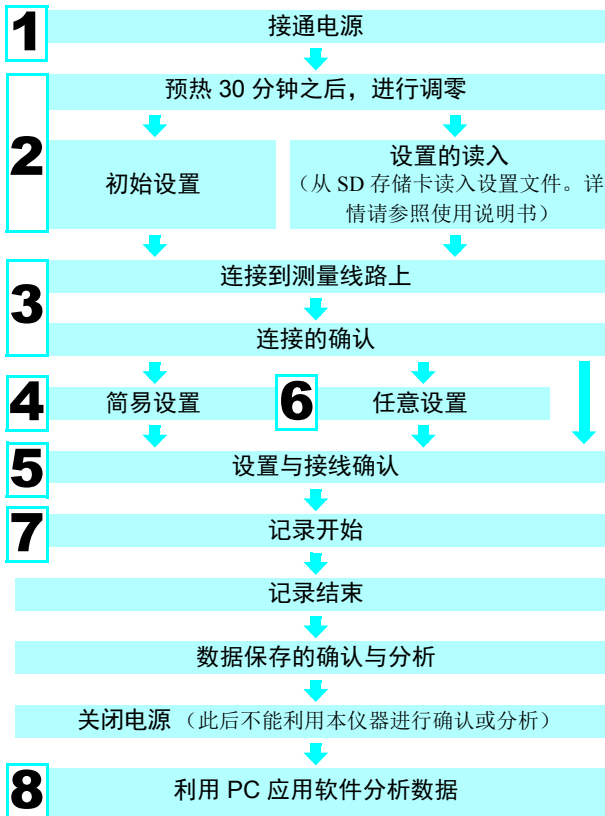 1 接通电源
2 预热 30 分钟之后，进行调零
初始设置
设置的读入
（从 SD 存储卡读入设置文件。详
情请参照使用说明书）
3 连接到测量线路上
连接的确认
4 简易设置
6 任意设置
5 设置与接线确认
7 记录开始
记录结束
数据保存的确认与分析
关闭电源（此后不能利用本仪器进行确认或分析）
8 利用 PC 应用软件分析数据